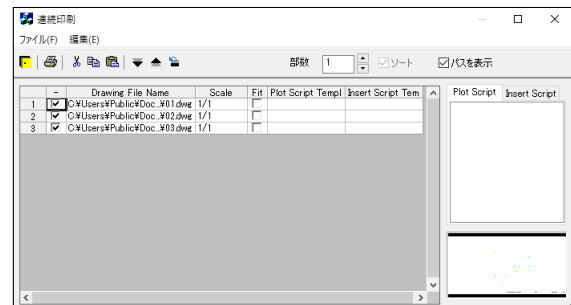 連続印刷
ファイル(F) 編集(E)
部数 1 ソート パスを表示
- Drawing File Name Scale Fit Plot Script Templ Insert Script Tem
1 C¥Users¥Public¥Doc...¥01.dwg 1/1
2 C¥Users¥Public¥Doc...¥02.dwg 1/1
3 C¥Users¥Public¥Doc...¥03.dwg 1/1
Plot Script Insert Script